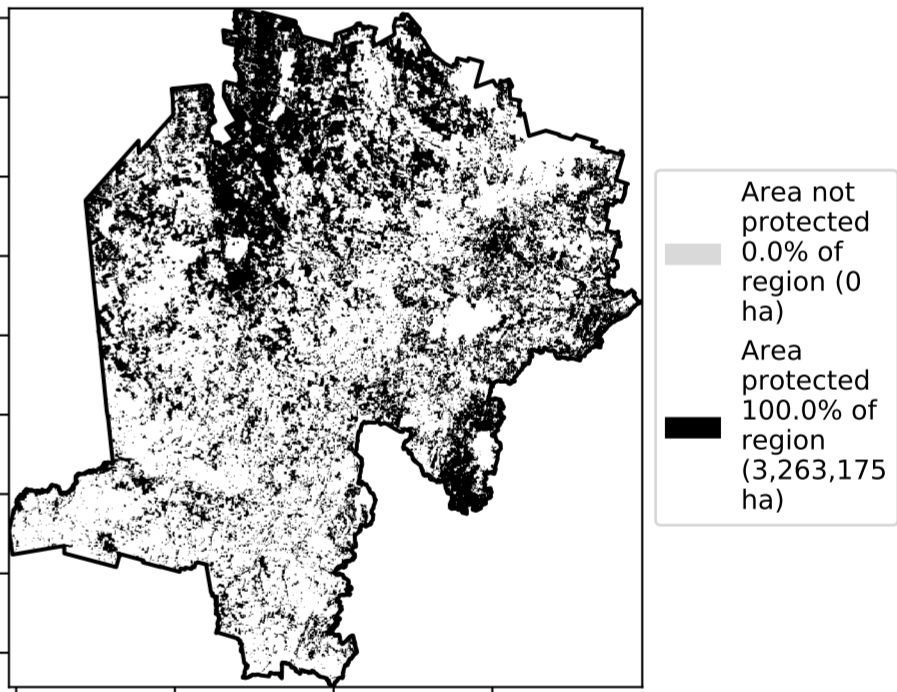 Area not
protected
0.0% of
region (0
ha)
Area
protected
100.0% of
region
(3,263,175
ha)